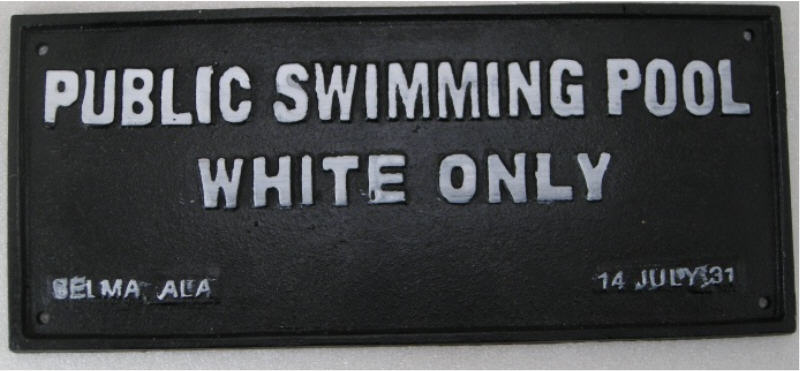 PUBLIC SWIMMING POOL
WHITE ONLY
SELMA, ALA
14 JULY 31